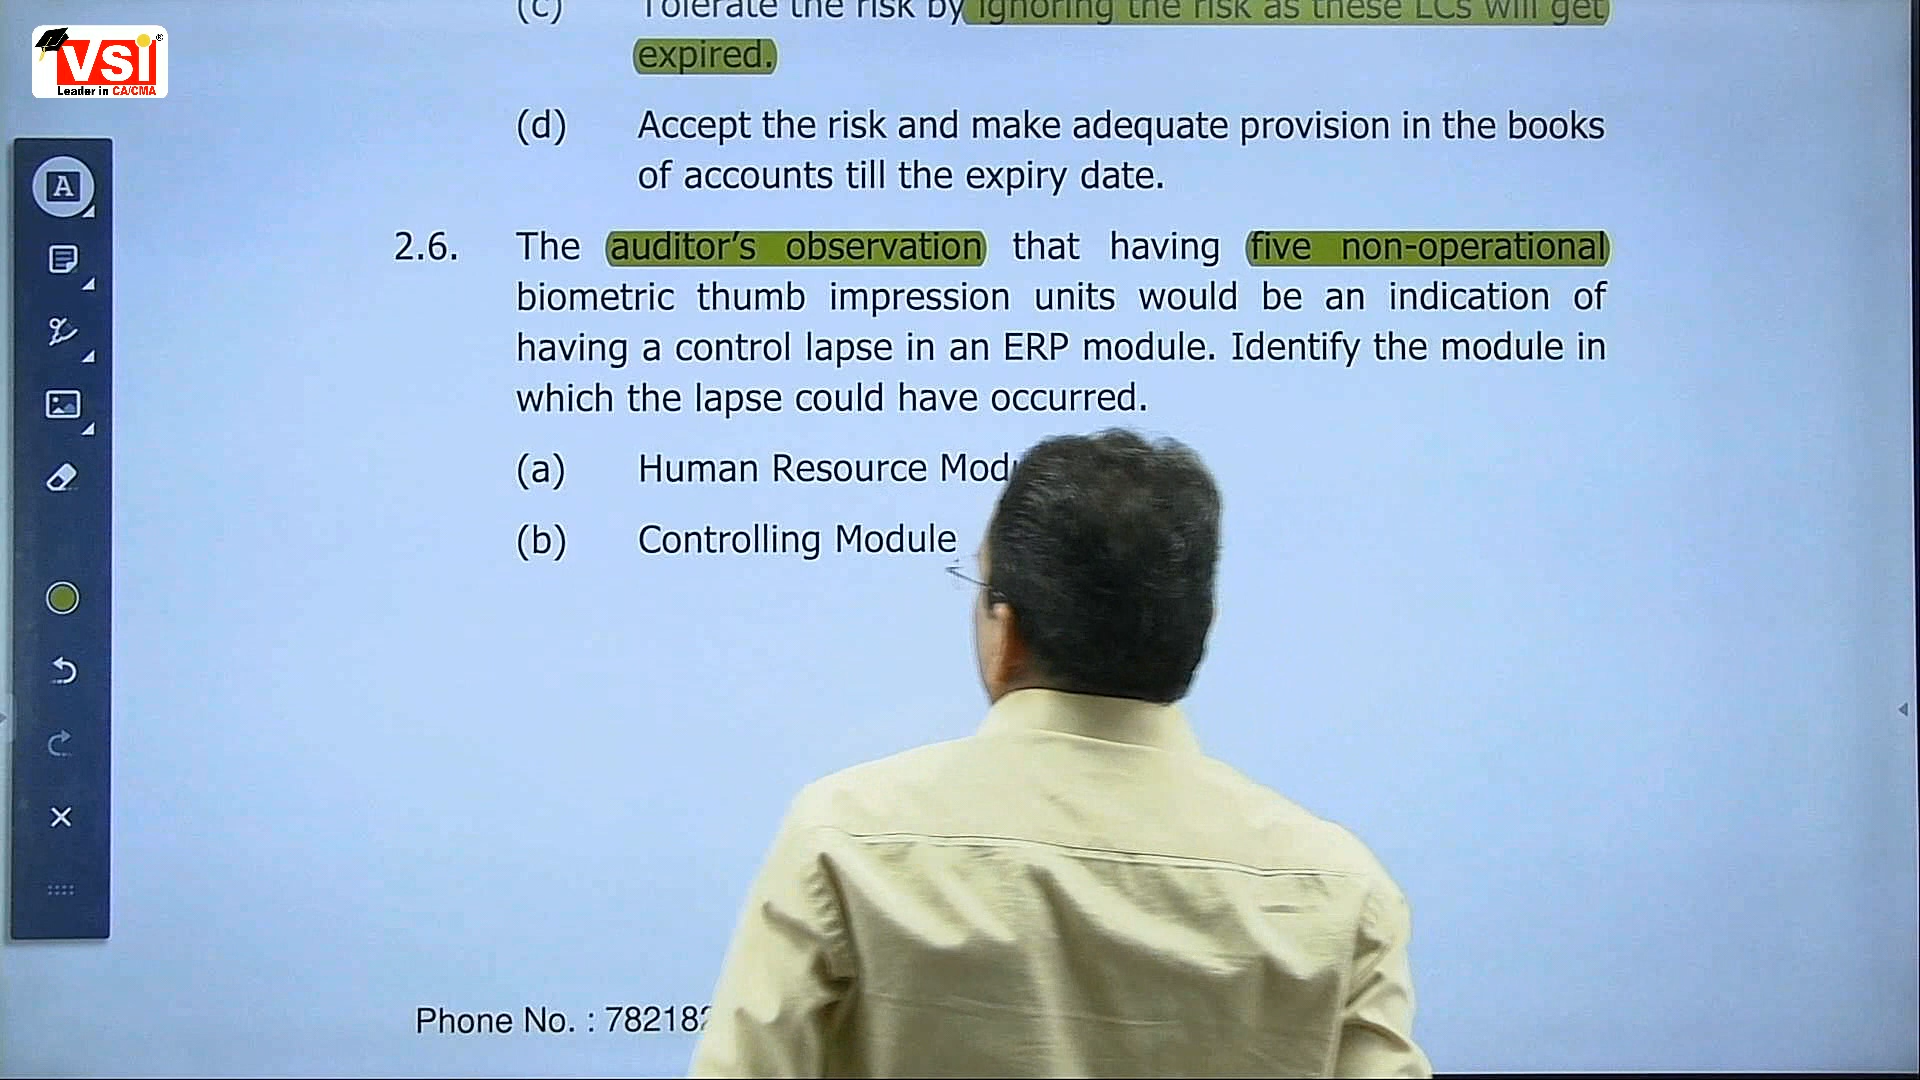 VSI
Leader in CA/CMA
(c) Tolerate the risk by ignoring the risk as these LCs will get
expired.
(d) Accept the risk and make adequate provision in the books
of accounts till the expiry date.
2.6. The auditor's observation that having five non-operational
biometric thumb impression units would be an indication of
having a control lapse in an ERP module. Identify the module in
which the lapse could have occurred.
(a) Human Resource
(b) Controlling Module
Phone No. : 78218